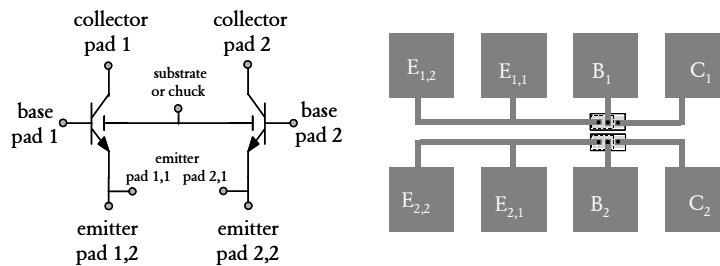 collector
pad 1
collector
pad 2
substrate
or chuck
base
pad 1
base
pad 2
emitter
pad 1,1 pad 2,1
emitter
pad 1,2
emitter
pad 2,2
E1,2 E1,1 B1 C1
E2,2 E2,1 B2 C2